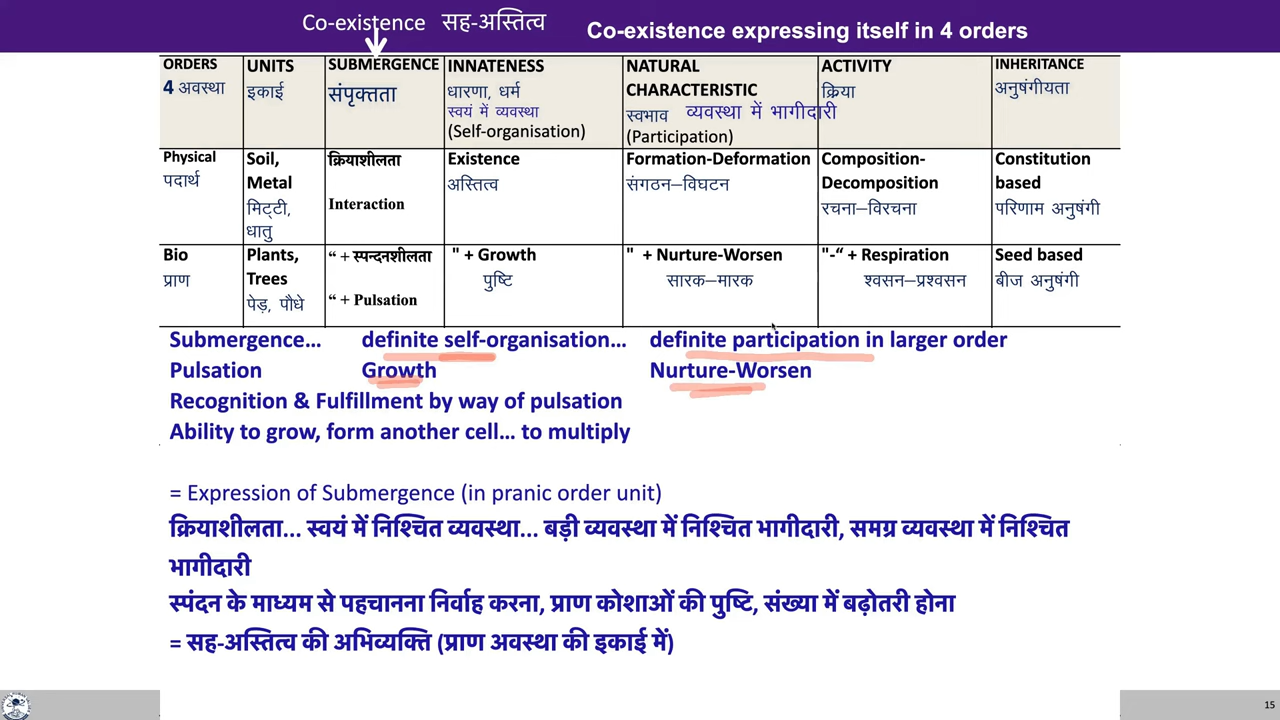 Co-existence सह-अस्तित्व
Co-existence expressing itself in 4 orders
ORDERS UNITS SUBMERGENCE INNATENESS NATURAL CHARACTERISTIC ACTIVITY INHERITANCE
4 अवस्था इकाई संपृक्तता धारणा, धर्म स्वभाव क्रिया अनुषंगीयता
स्वयं में व्यवस्था व्यवस्था में भागीदारी
(Self-organisation) (Participation)
Physical Soil, क्रियाशीलता Existence Formation-Deformation Composition- Constitution
पदार्थ Metal अस्तित्व संगठन–विघटन Decomposition based
मिट्टी, Interaction रचना–विरचना परिणाम अनुषंगी
धातु
Bio Plants, “ + स्पन्दनशीलता " + Growth " + Nurture-Worsen "-“ + Respiration Seed based
प्राण Trees पुष्टि सारक–मारक श्वसन–प्रश्वसन बीज अनुषंगी
पेड़, पौधे “ + Pulsation
Submergence… definite self-organisation… definite participation in larger order
Pulsation Growth Nurture-Worsen
Recognition & Fulfillment by way of pulsation
Ability to grow, form another cell… to multiply
= Expression of Submergence (in pranic order unit)
क्रियाशीलता... स्वयं में निश्चित व्यवस्था... बड़ी व्यवस्था में निश्चित भागीदारी, समग्र व्यवस्था में निश्चित
भागीदारी
स्पंदन के माध्यम से पहचानना निर्वाह करना, प्राण कोशाओं की पुष्टि, संख्या में बढ़ोतरी होना
= सह-अस्तित्व की अभिव्यक्ति (प्राण अवस्था की इकाई में)
15